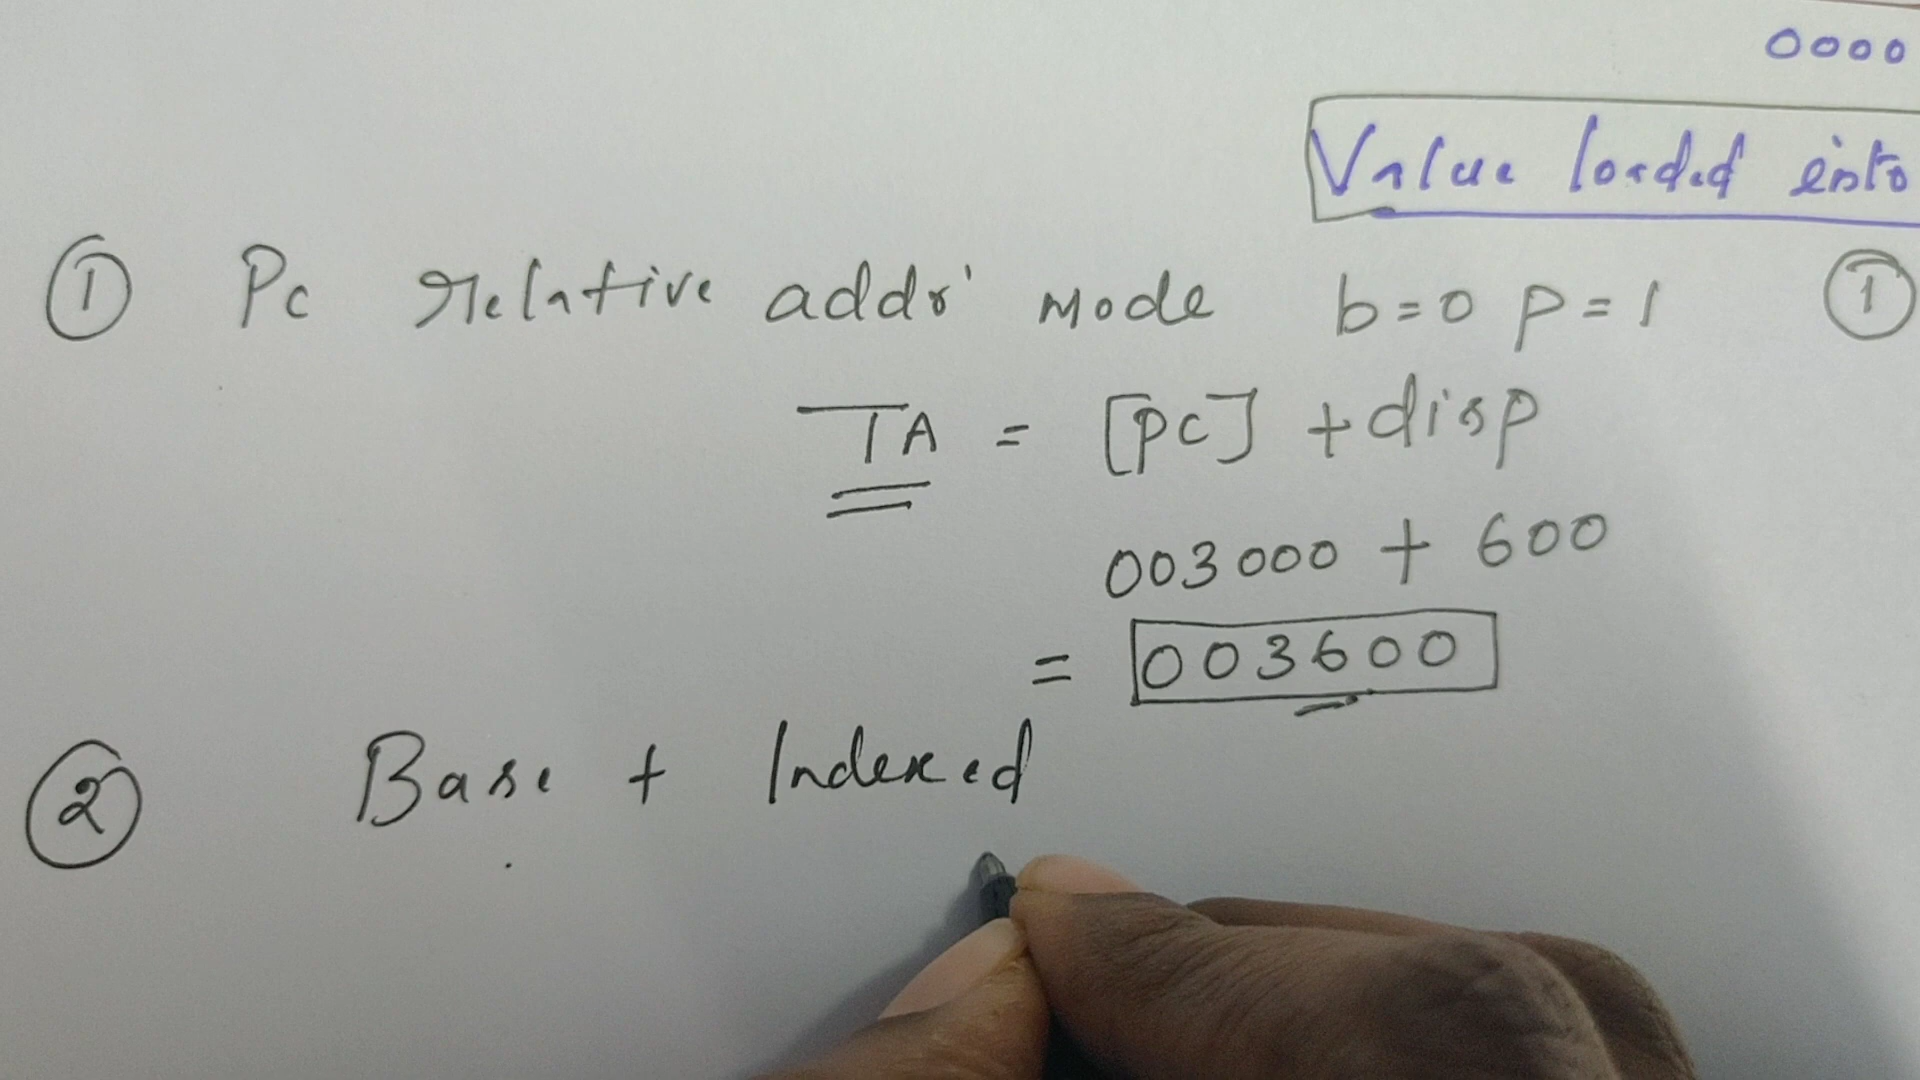 0000
Value loaded into
① Pc relative addr' mode b=0 p=1 ①
TA = [PC] + disp
003000 + 600
= 003600
② Base + Indexed